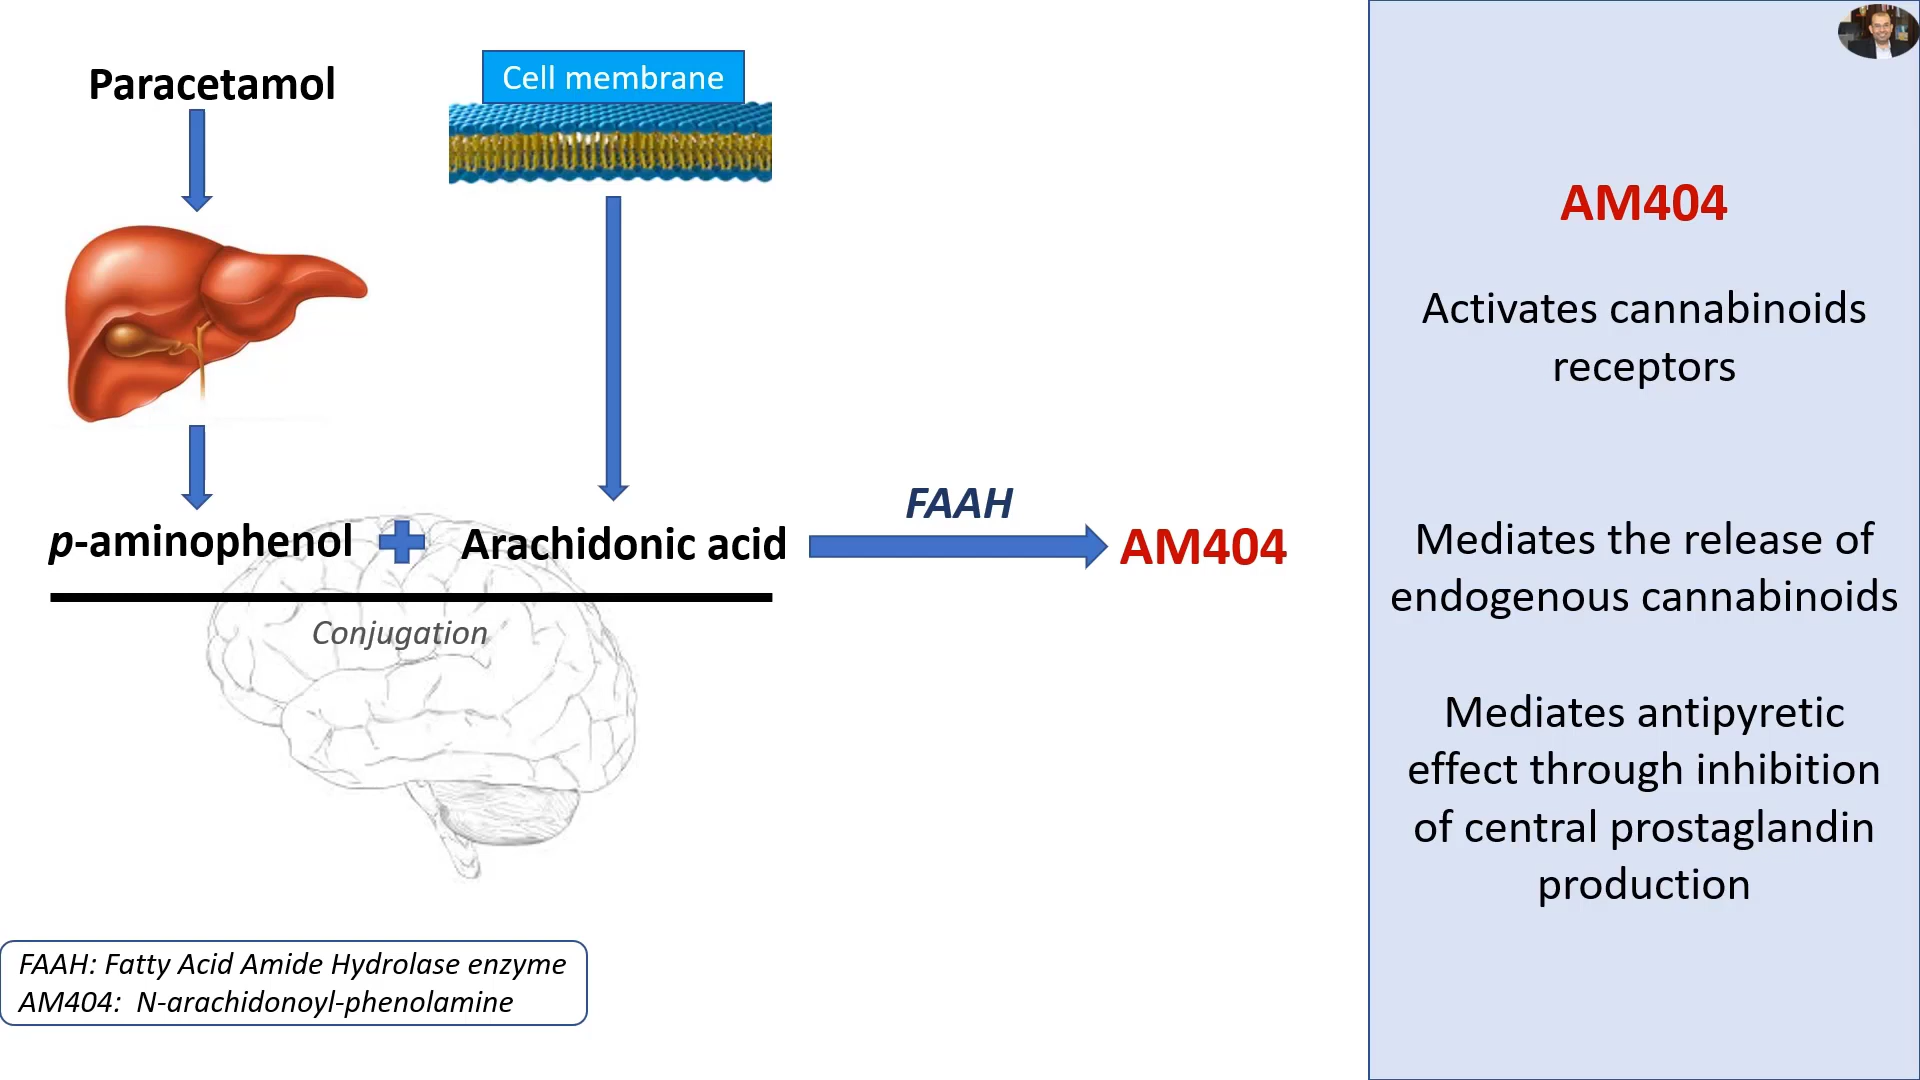 Paracetamol
Cell membrane
p-aminophenol
Arachidonic acid
FAAH
AM404
Conjugation
FAAH: Fatty Acid Amide Hydrolase enzyme
AM404: N-arachidonoyl-phenolamine
AM404
Activates cannabinoids
receptors
Mediates the release of
endogenous cannabinoids
Mediates antipyretic
effect through inhibition
of central prostaglandin
production